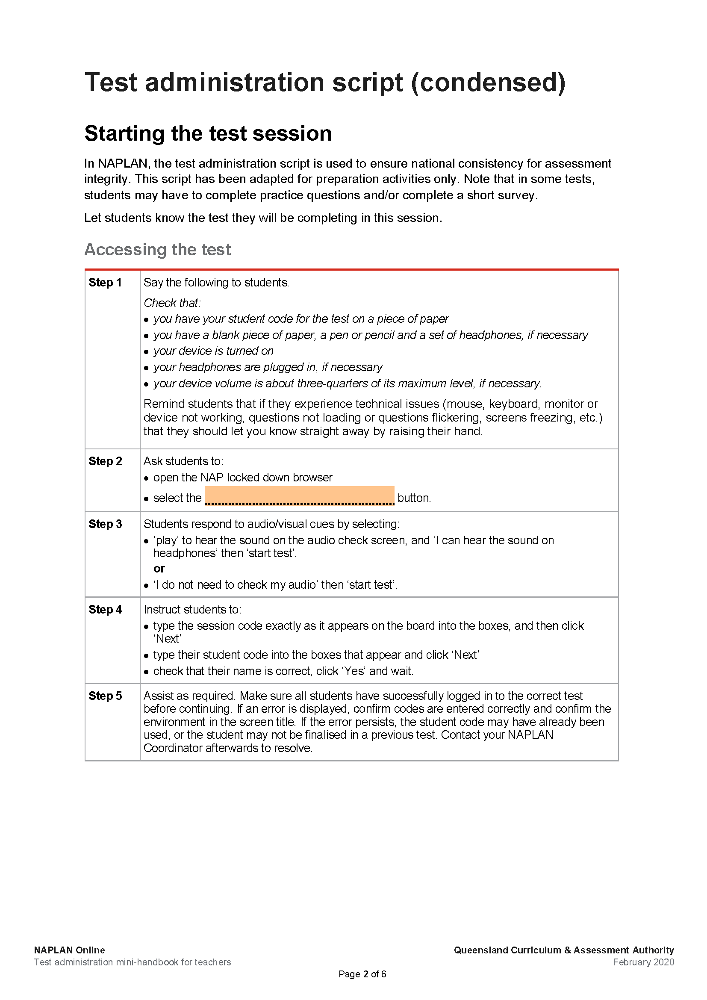 Test administration script (condensed)
Starting the test session
In NAPLAN, the test administration script is used to ensure national consistency for assessment
integrity. This script has been adapted for preparation activities only. Note that in some tests,
students may have to complete practice questions and/or complete a short survey.
Let students know the test they will be completing in this session.
Accessing the test
Step 1 Say the following to students.
Check that:
• you have your student code for the test on a piece of paper
• you have a blank piece of paper, a pen or pencil and a set of headphones, if necessary
• your device is turned on
• your headphones are plugged in, if necessary
• your device volume is about three-quarters of its maximum level, if necessary.
Remind students that if they experience technical issues (mouse, keyboard, monitor or
device not working, questions not loading or questions flickering, screens freezing, etc.)
that they should let you know straight away by raising their hand.
Step 2 Ask students to:
• open the NAP locked down browser
• select the button.
Step 3 Students respond to audio/visual cues by selecting:
• ‘play’ to hear the sound on the audio check screen, and ‘I can hear the sound on
headphones’ then ‘start test’.
or
• ‘I do not need to check my audio’ then ‘start test’.
Step 4 Instruct students to:
• type the session code exactly as it appears on the board into the boxes, and then click
‘Next’
• type their student code into the boxes that appear and click ‘Next’
• check that their name is correct, click ‘Yes’ and wait.
Step 5 Assist as required. Make sure all students have successfully logged in to the correct test
before continuing. If an error is displayed, confirm codes are entered correctly and confirm the
environment in the screen title. If the error persists, the student code may have already been
used, or the student may not be finalised in a previous test. Contact your NAPLAN
Coordinator afterwards to resolve.
NAPLAN Online
Test administration mini-handbook for teachers
Queensland Curriculum & Assessment Authority
February 2020
Page 2 of 6